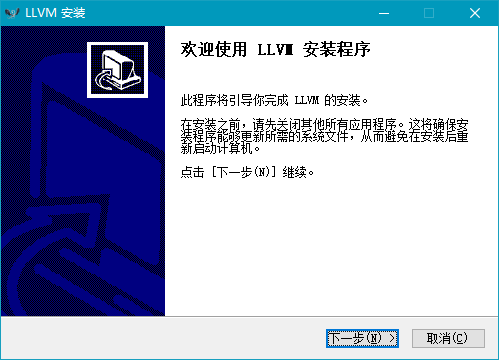 LLVM 安装
欢迎使用 LLVM 安装程序
此程序将引导你完成 LLVM 的安装。
在安装之前，请先关闭其他所有应用程序。这将确保安
装程序能够更新所需的系统文件，从而避免在安装后重
新启动计算机。
点击 [下一步(N)] 继续。
下一步(N) >
取消(C)